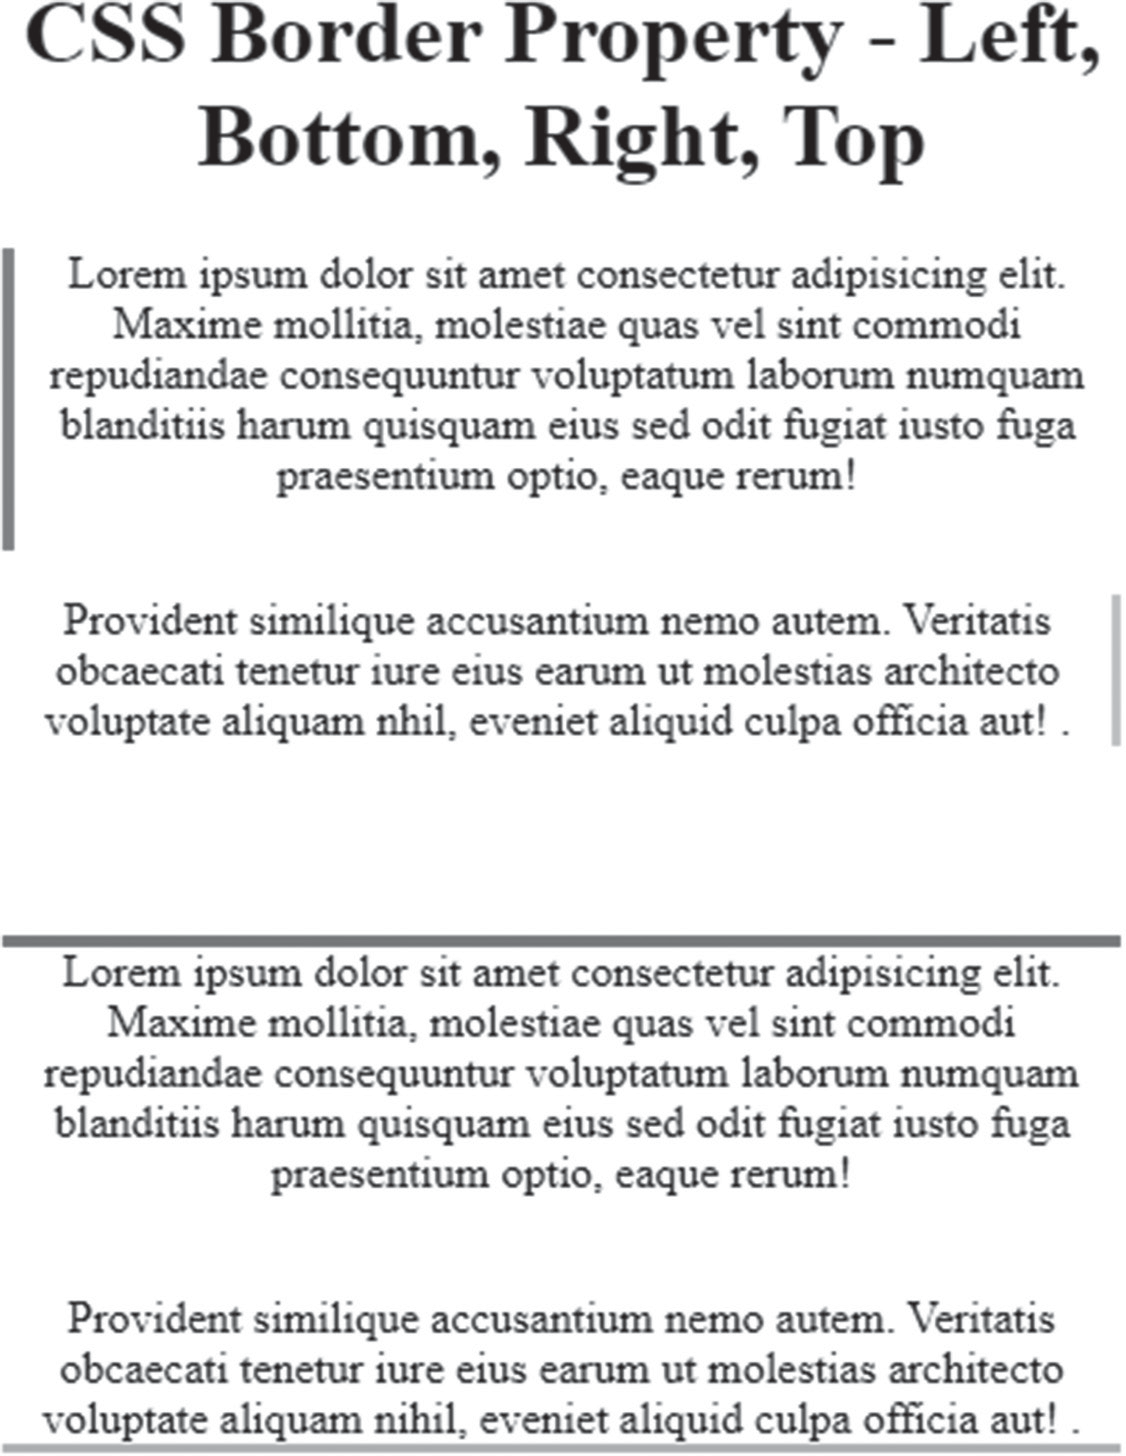 CSS Border Property - Left,
Bottom, Right, Top
Lorem ipsum dolor sit amet consectetur adipisicing elit.
Maxime mollitia, molestiae quas vel sint commodi
repudiandae consequuntur voluptatum laborum numquam
blanditiis harum quisquam eius sed odit fugiat iusto fuga
praesentium optio, eaque rerum!
Provident similique accusantium nemo autem. Veritatis
obcaecati tenetur iure eius earum ut molestias architecto
voluptate aliquam nhil, eveniet aliquid culpa officia aut! .
Lorem ipsum dolor sit amet consectetur adipisicing elit.
Maxime mollitia, molestiae quas vel sint commodi
repudiandae consequuntur voluptatum laborum numquam
blanditiis harum quisquam eius sed odit fugiat iusto fuga
praesentium optio, eaque rerum!
Provident similique accusantium nemo autem. Veritatis
obcaecati tenetur iure eius earum ut molestias architecto
voluptate aliquam nihil, eveniet aliquid culpa officia aut! .